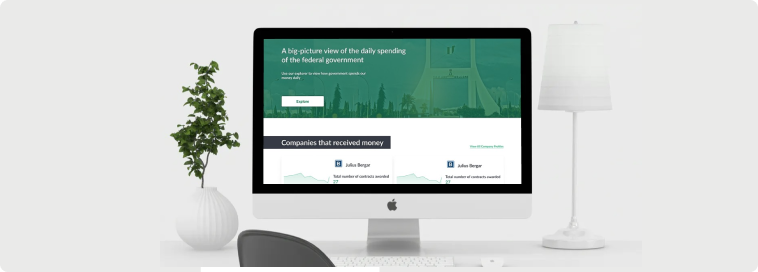 A big-picture view of the daily spending
of the federal government
Use our explorer to view how government spends our
money daily
Explore
Companies that received money
View All Company Profiles
Julius Berger
Total number of contracts awarded
27
Julius Berger
Total number of contracts awarded
27